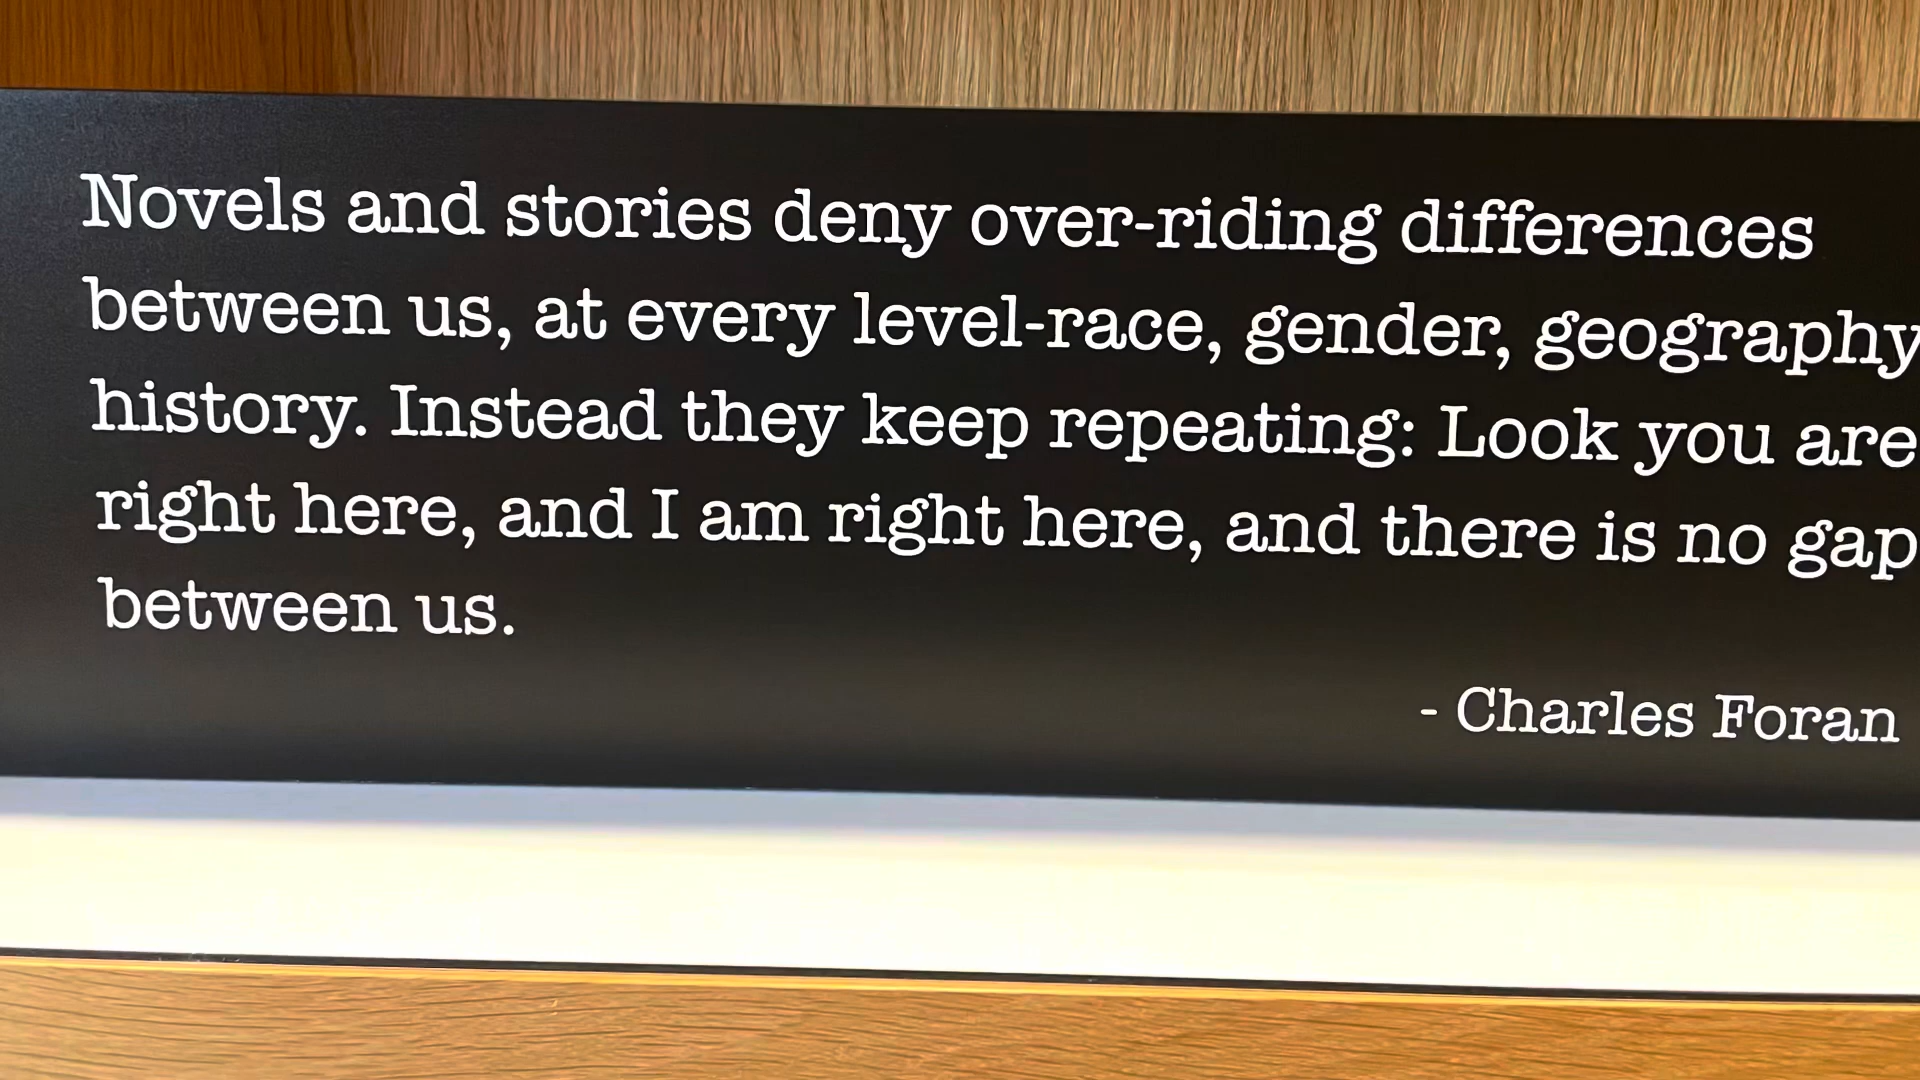 Novels and stories deny over-riding differences
between us, at every level-race, gender, geography
history. Instead they keep repeating: Look you are
right here, and I am right here, and there is no gap
between us.
- Charles Foran